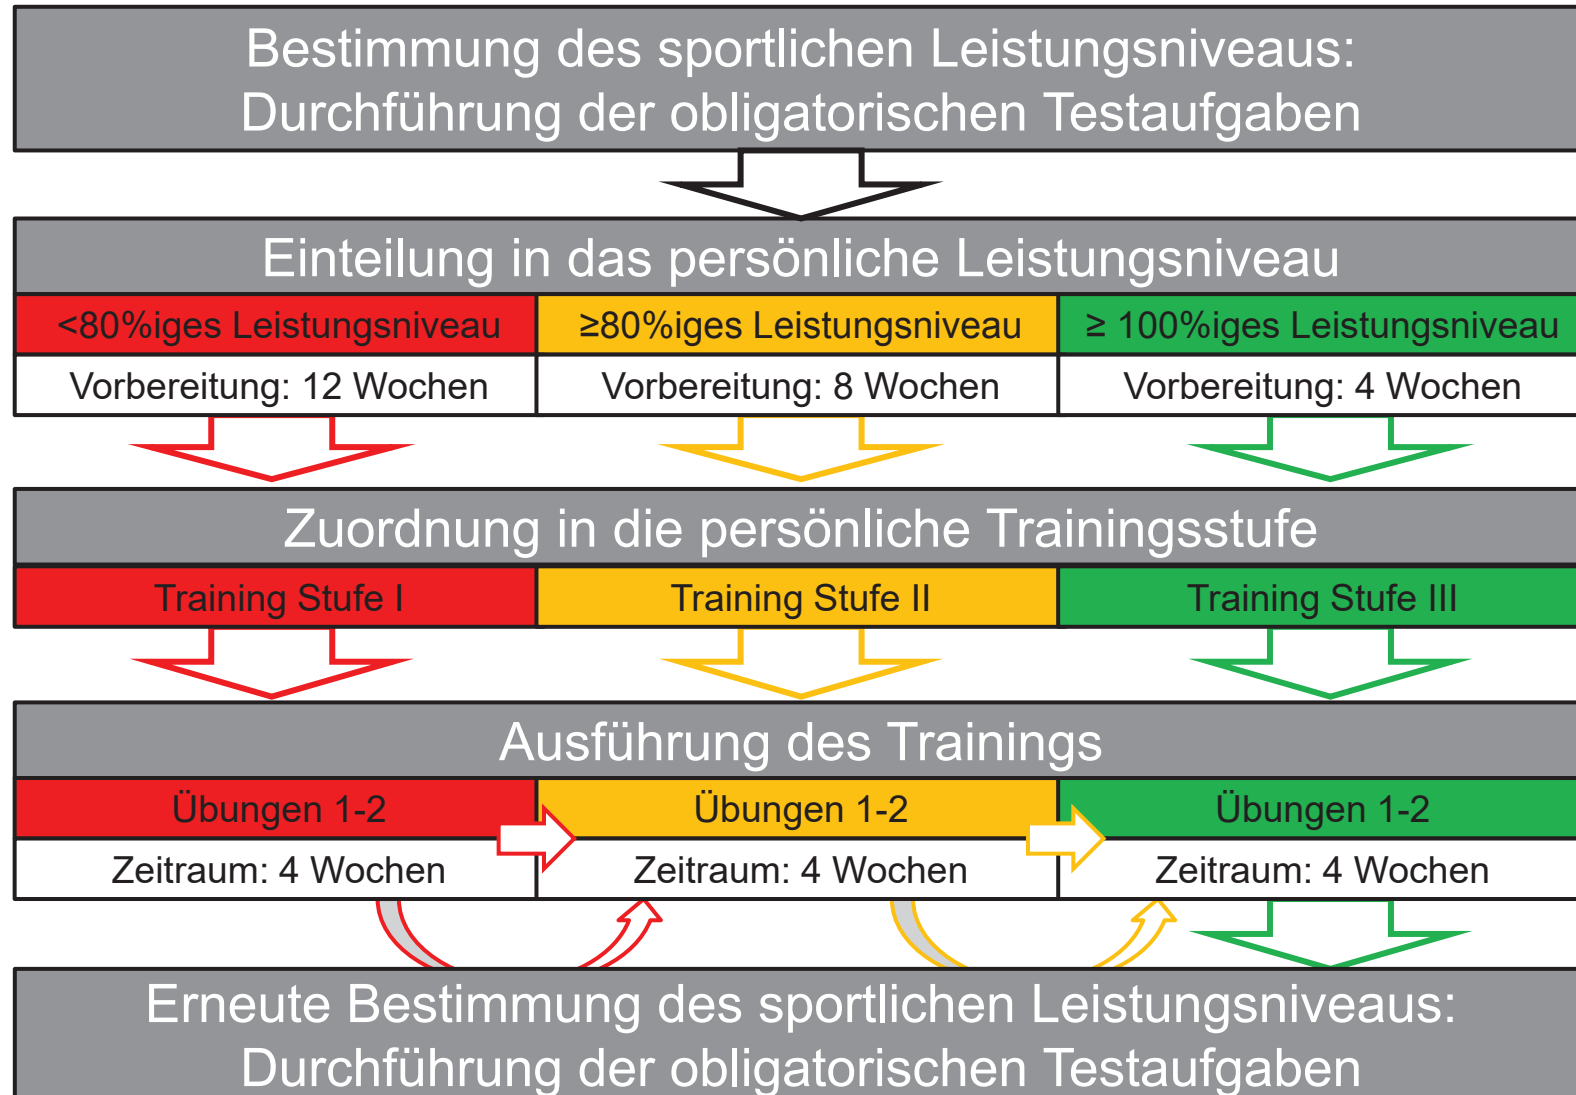 Bestimmung des sportlichen Leistungsniveaus:
Durchführung der obligatorischen Testaufgaben
Einteilung in das persönliche Leistungsniveau
<80%iges Leistungsniveau
≥80%iges Leistungsniveau
≥ 100%iges Leistungsniveau
Vorbereitung: 12 Wochen
Vorbereitung: 8 Wochen
Vorbereitung: 4 Wochen
Zuordnung in die persönliche Trainingsstufe
Training Stufe I
Training Stufe II
Training Stufe III
Ausführung des Trainings
Übungen 1-2
Übungen 1-2
Übungen 1-2
Zeitraum: 4 Wochen
Zeitraum: 4 Wochen
Zeitraum: 4 Wochen
Erneute Bestimmung des sportlichen Leistungsniveaus:
Durchführung der obligatorischen Testaufgaben